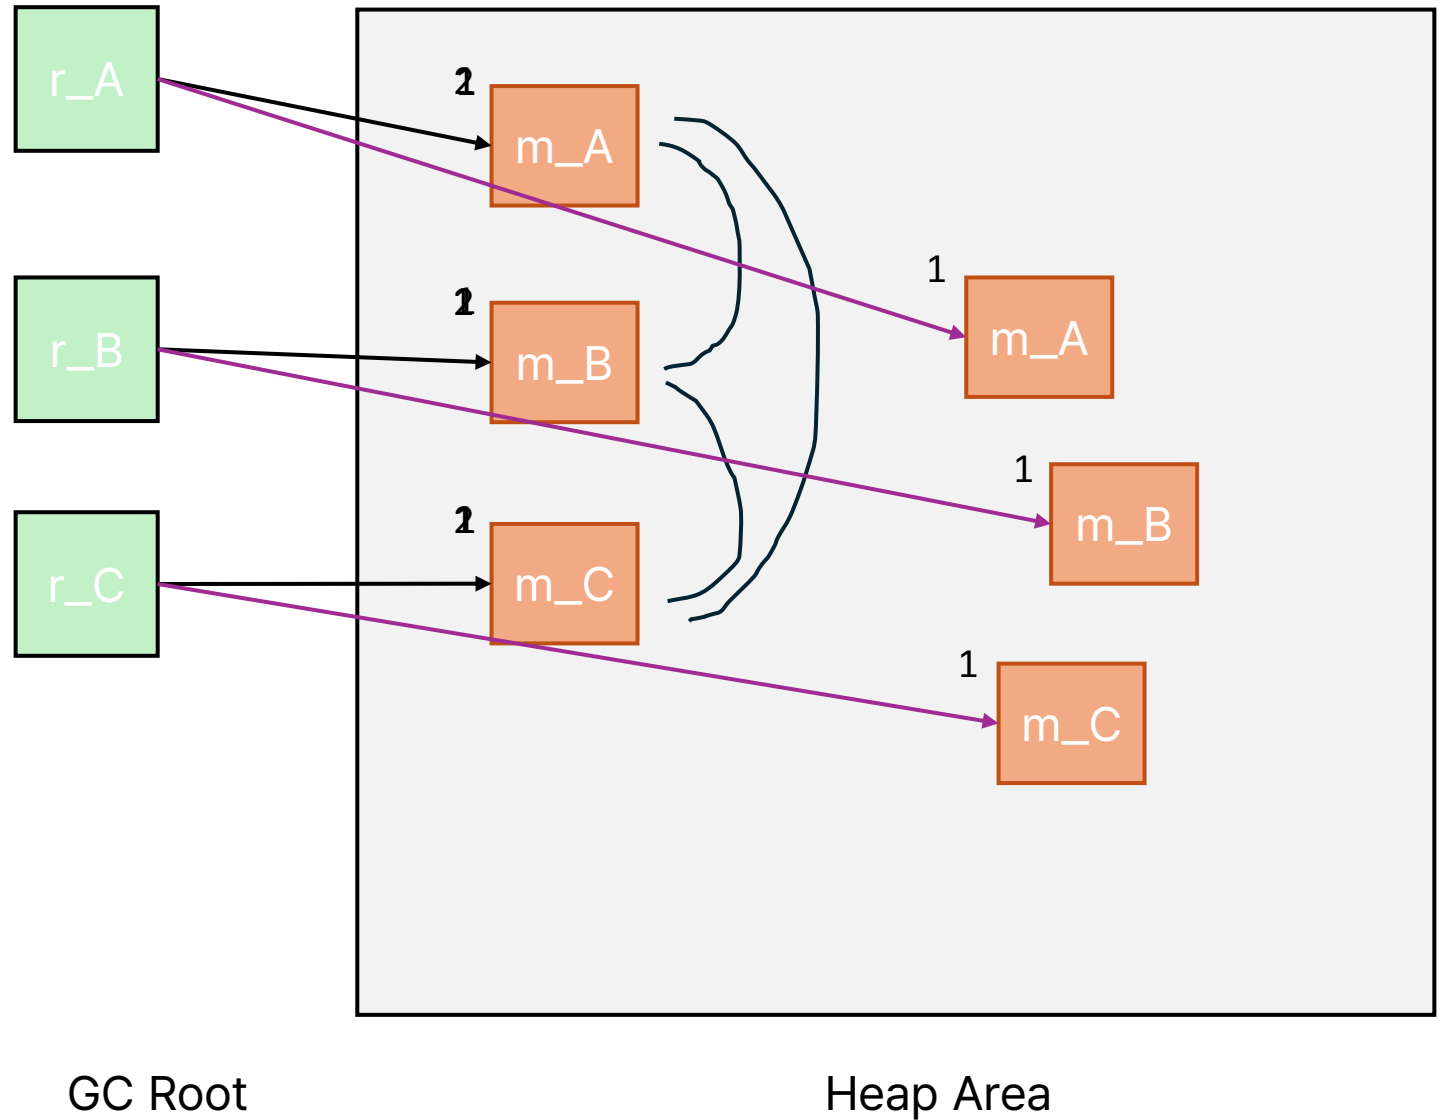 r_A
m_A
r_B
m_B
1
m_A
1
m_B
r_C
m_C
1
m_C
GC Root
Heap Area